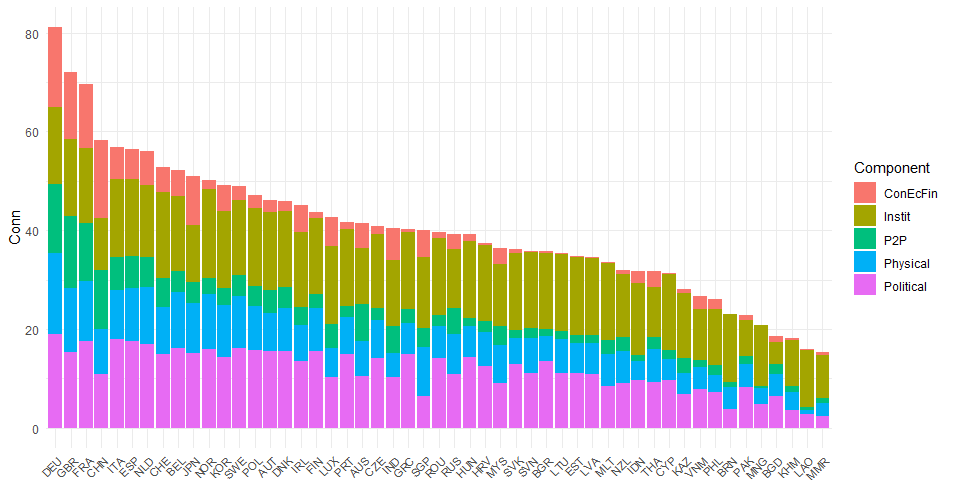 80
60
40
20
0
Conn
DEU GBR FRA CHN ITA ESP NLD CHE BEL JPN NOR KOR SWE POL AUT DNK IRL FIN LUX PRT AUS CZE IND GRC SGP ROU RUS HUN HRV MYS SVK SVN BGR LTU EST LVA MLT NZL IDN THA CYP KAZ VNM PHL BRN PAK MNG BGD KHM LAO MMR
Component
ConEcFin
Instit
P2P
Physical
Political